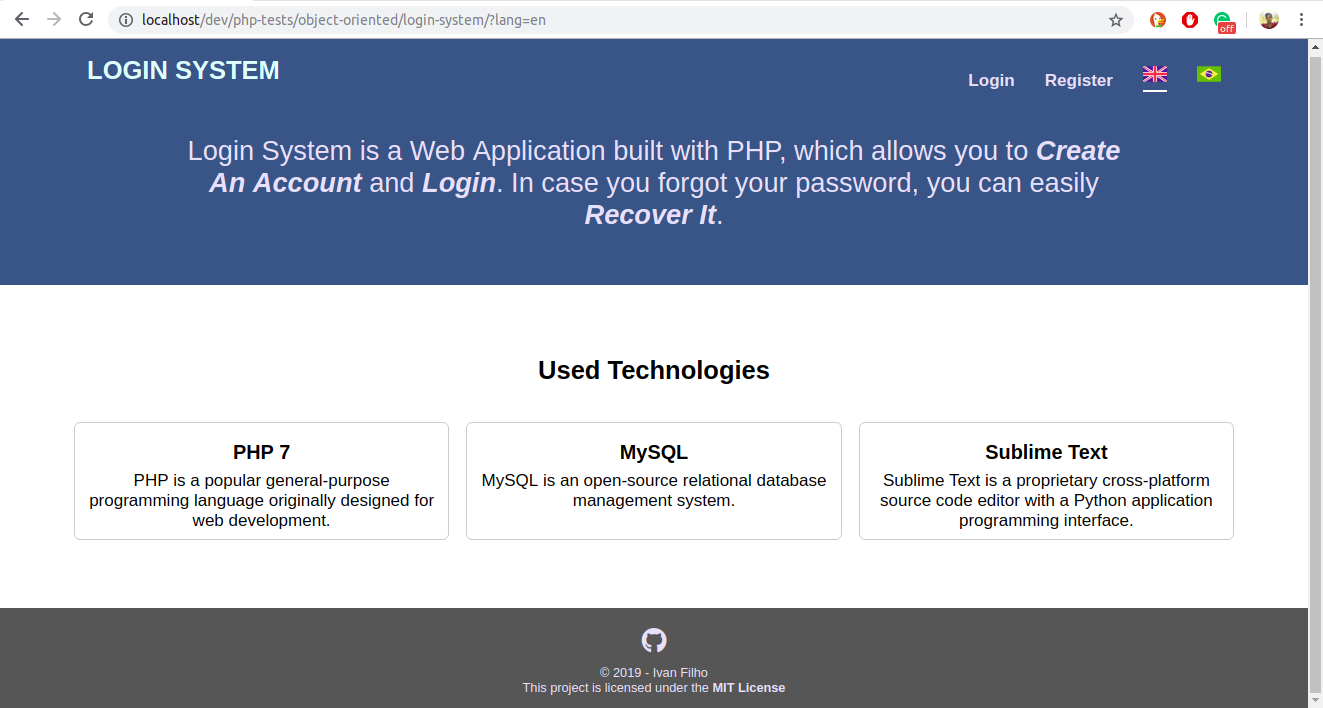 localhost/dev/php-tests/object-oriented/login-system/?lang=en
off
LOGIN SYSTEM
Login Register
Login System is a Web Application built with PHP, which allows you to Create
An Account and Login. In case you forgot your password, you can easily
Recover It.
Used Technologies
PHP 7
PHP is a popular general-purpose
programming language originally designed for
web development.
MySQL
MySQL is an open-source relational database
management system.
Sublime Text
Sublime Text is a proprietary cross-platform
source code editor with a Python application
programming interface.
© 2019 - Ivan Filho
This project is licensed under the MIT License